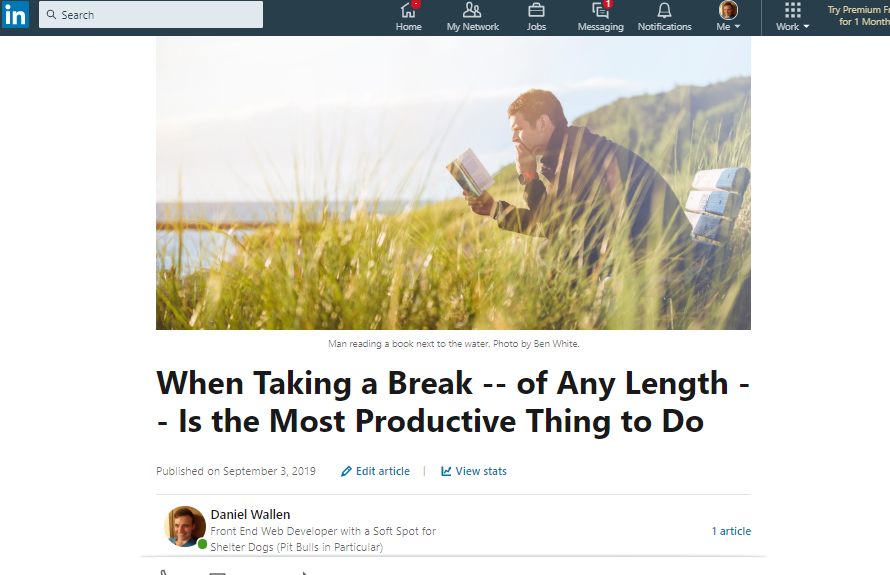 in
Search
Home
My Network
Jobs
1
Messaging
Notifications
Me
Work
Try Premium Fr
for 1 Month
Man reading a book next to the water. Photo by Ben White.
When Taking a Break -- of Any Length -
- Is the Most Productive Thing to Do
Published on September 3, 2019
Edit article
View stats
Daniel Wallen
Front End Web Developer with a Soft Spot for
Shelter Dogs (Pit Bulls in Particular)
1 article